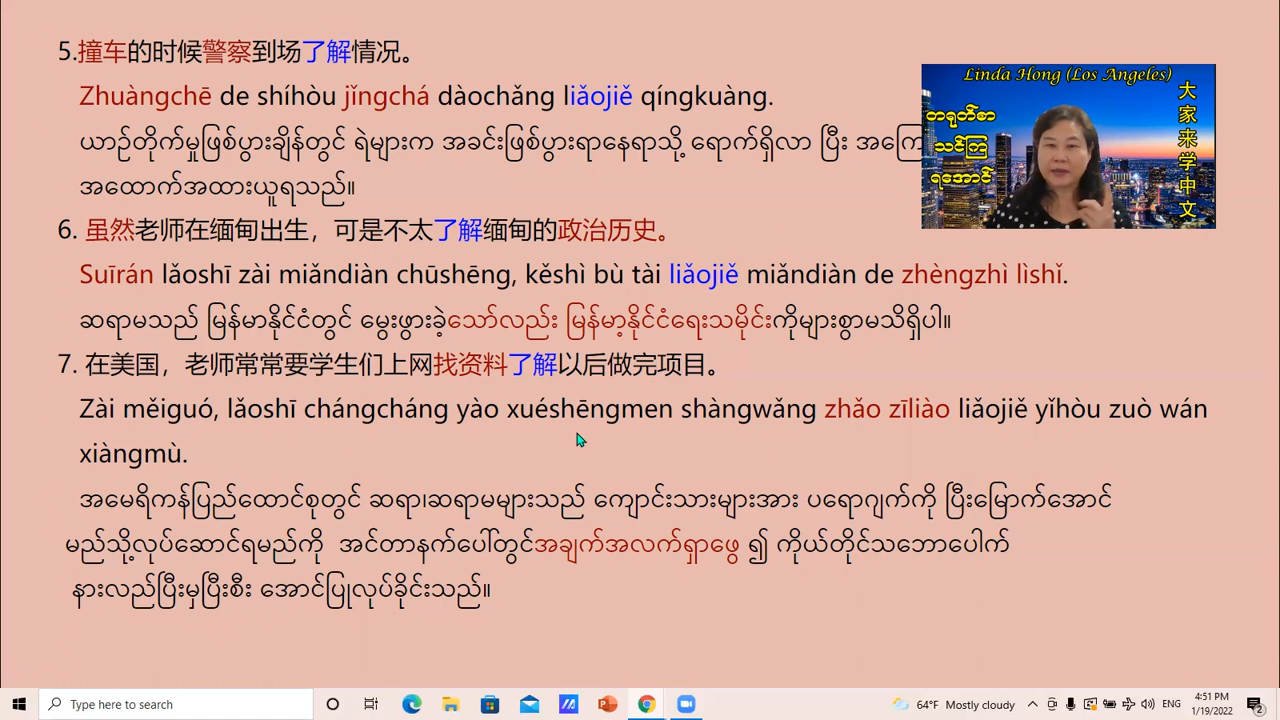 5.撞车的时候警察到场了解情况。
Zhuàngchē de shíhòu jǐngchá dàochǎng liǎojiě qíngkuàng.
ယာဉ်တိုက်မှုဖြစ်ပွားချိန်တွင် ရဲများက အခင်းဖြစ်ပွားရာနေရာသို့ ရောက်ရှိလာ ပြီး အကြေ
အထောက်အထားယူရသည်။
6. 虽然老师在缅甸出生，可是不太了解缅甸的政治历史。
Suīrán lǎoshī zài miǎndiàn chūshēng, kěshì bù tài liǎojiě miǎndiàn de zhèngzhì lìshǐ.
ဆရာမသည် မြန်မာနိုင်ငံတွင် မွေးဖွားခဲ့သော်လည်း မြန်မာ့နိုင်ငံရေးသမိုင်းကိုများစွာမသိရှိပါ။
7. 在美国，老师常常要学生们上网找资料了解以后做完项目。
Zài měiguó, lǎoshī chángcháng yào xuéshēngmen shàngwǎng zhǎo zīliào liǎojiě yǐhòu zuò wán
xiàngmù.
အမေရိကန်ပြည်ထောင်စုတွင် ဆရာ၊ဆရာမများသည် ကျောင်းသားများအား ပရောဂျက်ကို ပြီးမြောက်အောင်
မည်သို့လုပ်ဆောင်ရမည်ကို အင်တာနက်ပေါ်တွင်အချက်အလက်ရှာဖွေ ၍ ကိုယ်တိုင်သဘောပေါက်
နားလည်ပြီးမှပြီးစီး အောင်ပြုလုပ်ခိုင်းသည်။
Linda Hong (Los Angeles)
တရုတ်စာ
သင်ကြ
ရအောင်
大家来学中文
Type here to search
64°F Mostly cloudy
ENG
4:51 PM
1/19/2022
2